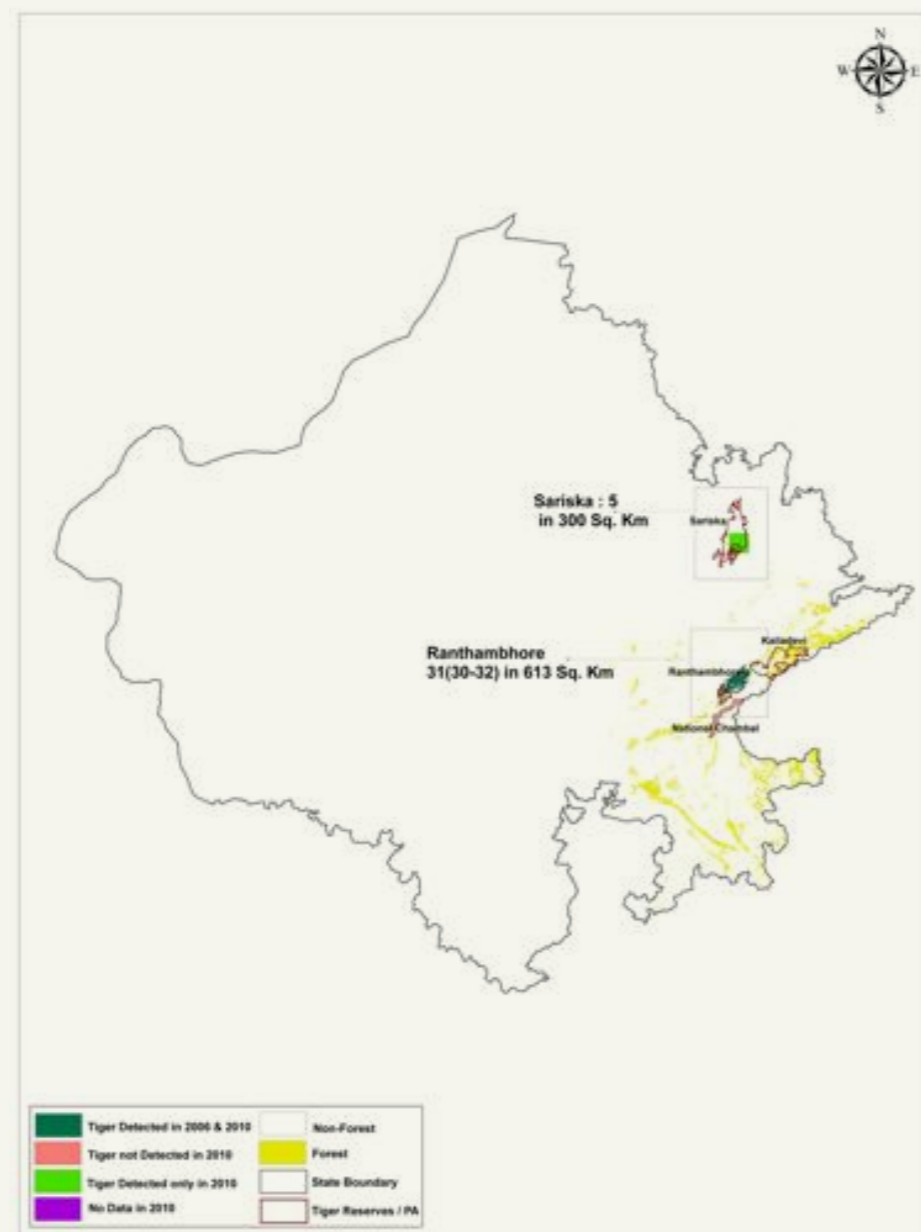 N
W E
S
Sariska : 5
in 300 Sq. Km
Sariska
Ranthambhore
31(30-32) in 613 Sq. Km
Kailadevi
Ranthambhore
National Chambal
Tiger Detected in 2006 & 2010
Tiger not Detected in 2010
Tiger Detected only in 2010
No Data in 2010
Non-Forest
Forest
State Boundary
Tiger Reserves / PA